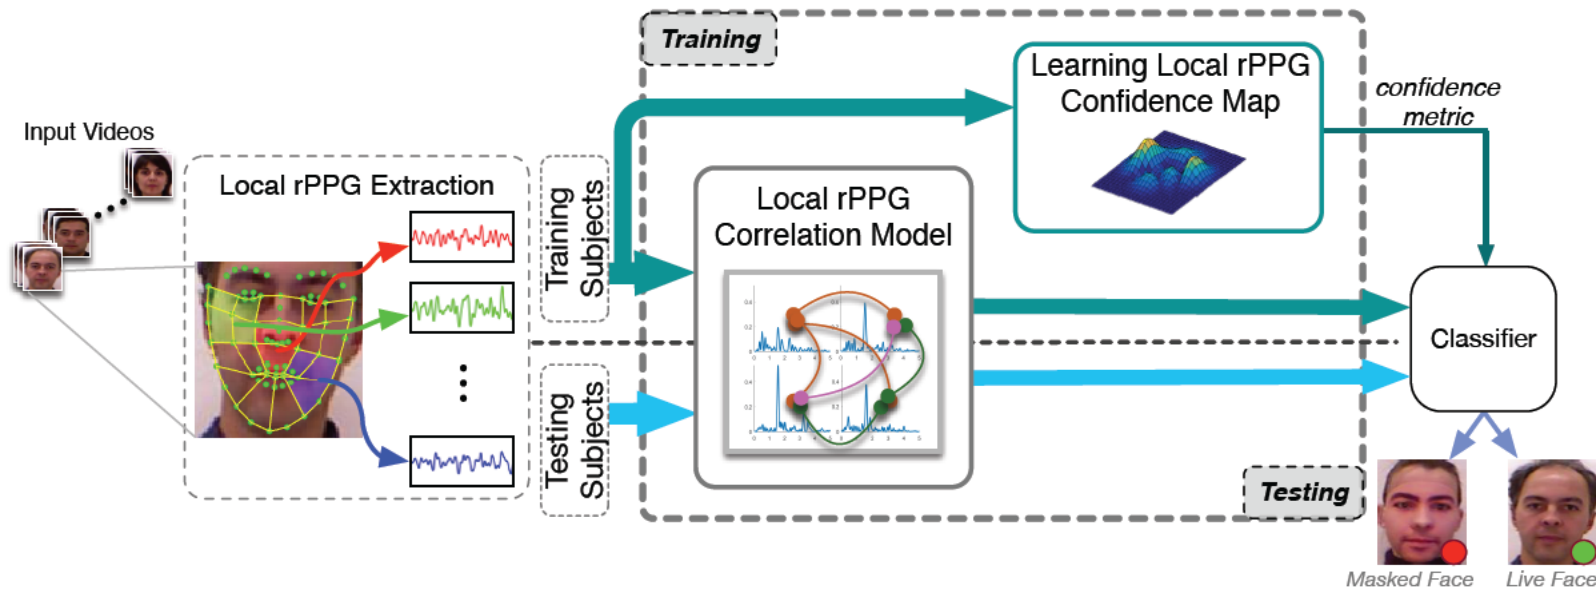 Input Videos
Local rPPG Extraction
Training
Subjects
Testing
Subjects
Training
Local rPPG
Correlation Model
Learning Local rPPG
Confidence Map
confidence
metric
Classifier
Testing
Masked Face
Live Face